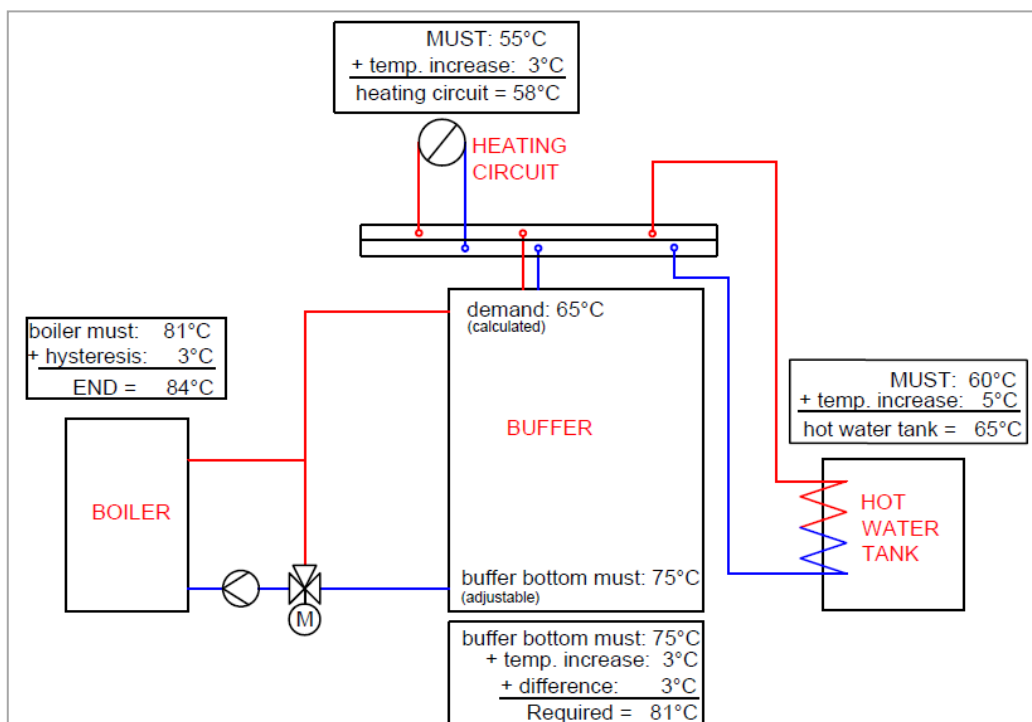 MUST: 55°C
+ temp. increase: 3°C
heating circuit = 58°C
HEATING
CIRCUIT
demand: 65°C
(calculated)
boiler must: 81°C
+ hysteresis: 3°C
END = 84°C
MUST: 60°C
+ temp. increase: 5°C
hot water tank = 65°C
BUFFER
BOILER
HOT
WATER
TANK
buffer bottom must: 75°C
(adjustable)
M
buffer bottom must: 75°C
+ temp. increase: 3°C
+ difference: 3°C
Required = 81°C